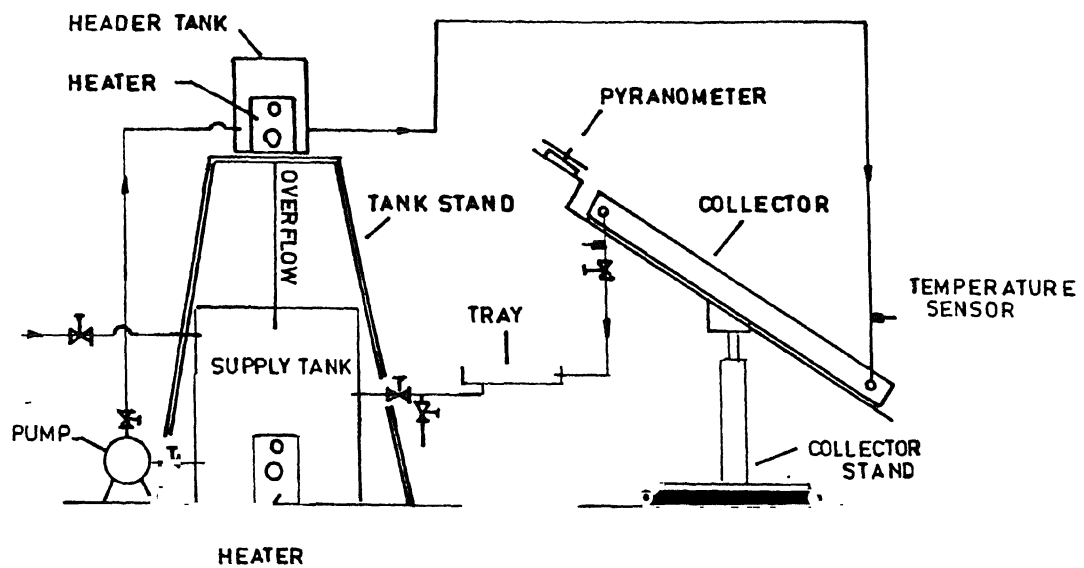 HEADER TANK
HEATER
PYRANOMETER
OVERFLOW
TANK STAND
COLLECTOR
TEMPERATURE
SENSOR
TRAY
SUPPLY TANK
PUMP
COLLECTOR
STAND
HEATER